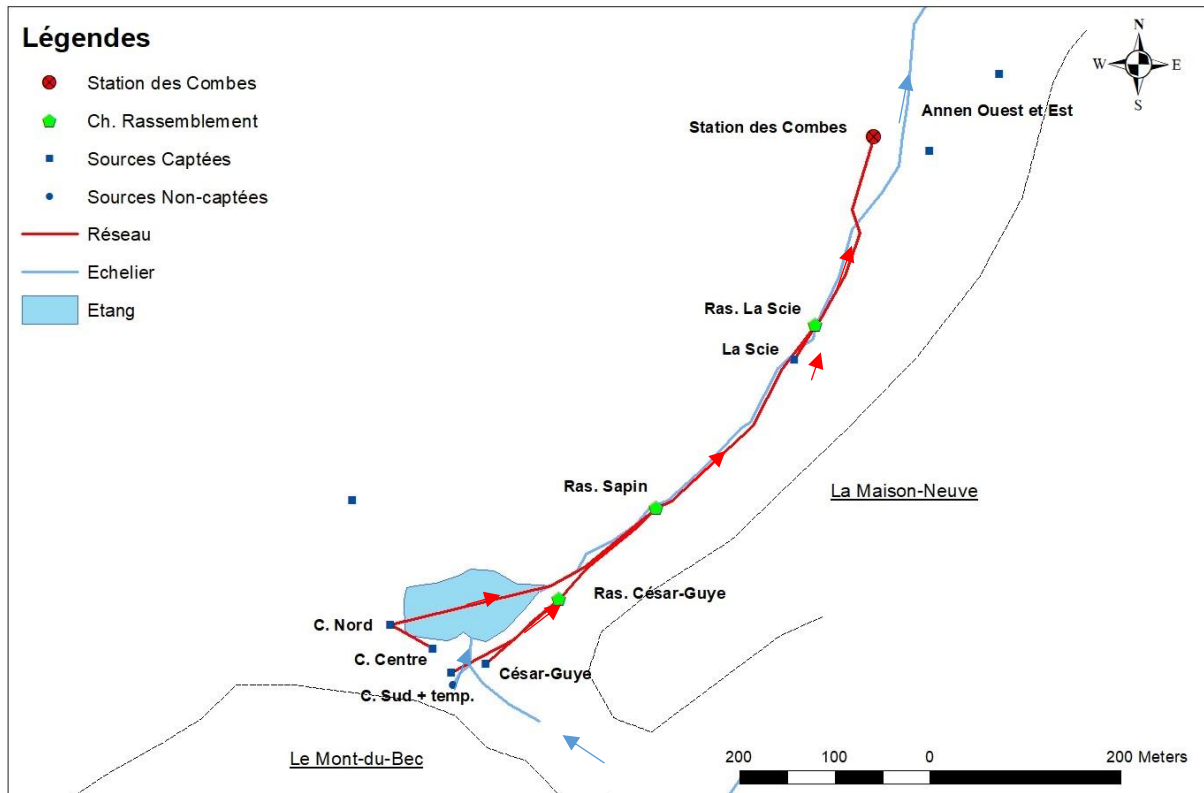 Légendes
Station des Combes
Ch. Rassemblement
Sources Captées
Sources Non-captées
Réseau
Echelier
Etang
N
W E
S
Annen Ouest et Est
Station des Combes
Ras. La Scie
La Scie
Ras. Sapin
La Maison-Neuve
Ras. César-Guye
C. Nord
C. Centre
César-Guye
C. Sud + temp.
Le Mont-du-Bec
200 100 0 200 Meters